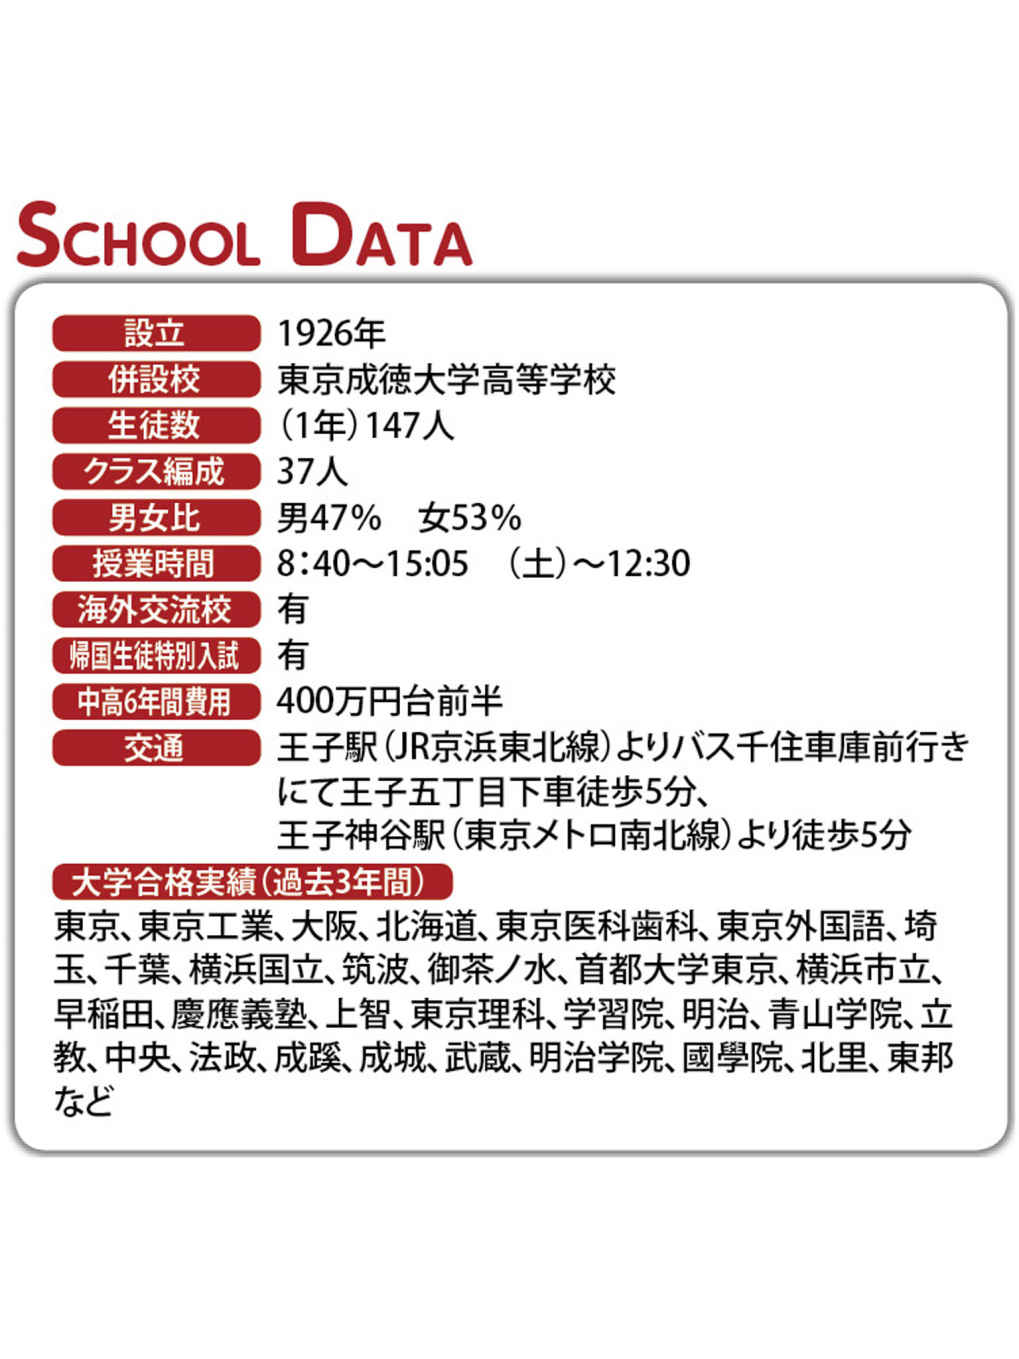 SCHOOL DATA
設立 1926年
併設校 東京成徳大学高等学校
生徒数 （1年）147人
クラス編成 37人
男女比 男47％　女53％
授業時間 8：40〜15:05　（土）〜12:30
海外交流校 有
帰国生徒特別入試 有
中高6年間費用 400万円台前半
交通 王子駅（JR京浜東北線）よりバス千住車庫前行き
にて王子五丁目下車徒歩5分、
王子神谷駅（東京メトロ南北線）より徒歩5分
大学合格実績（過去3年間）
東京、東京工業、大阪、北海道、東京医科歯科、東京外国語、埼
玉、千葉、横浜国立、筑波、御茶ノ水、首都大学東京、横浜市立、
早稲田、慶應義塾、上智、東京理科、学習院、明治、青山学院、立
教、中央、法政、成蹊、成城、武蔵、明治学院、國學院、北里、東邦
など